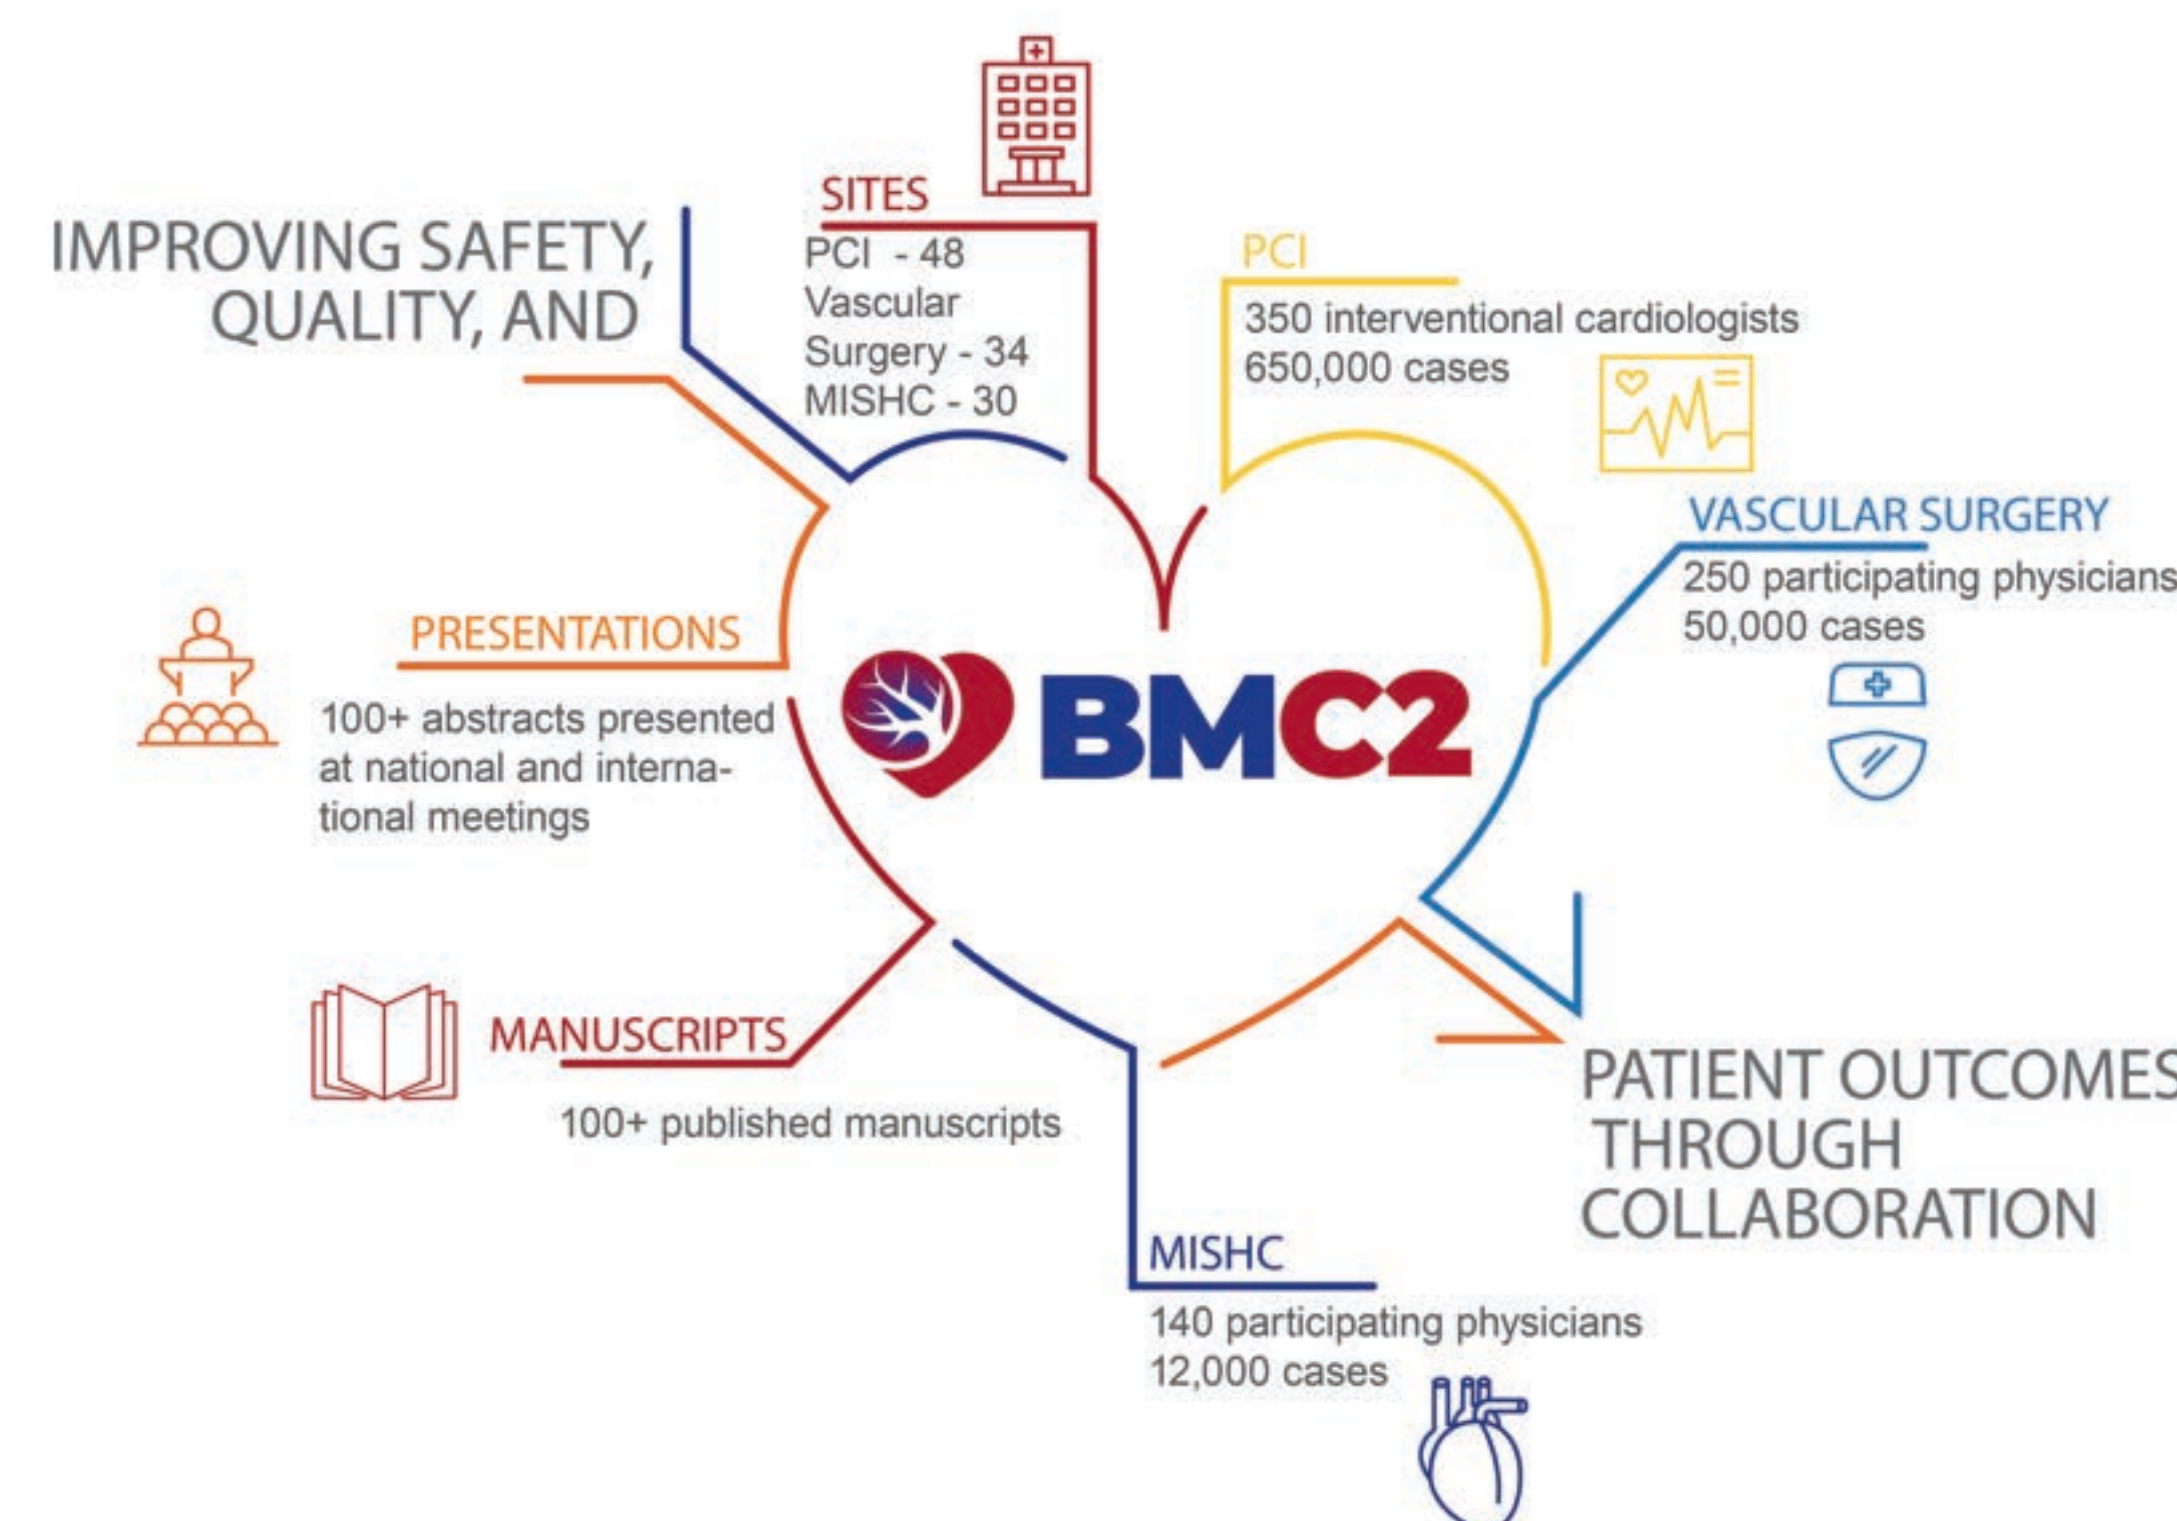 IMPROVING SAFETY,
QUALITY, AND
SITES
PCI - 48
Vascular
Surgery - 34
MISHC - 30
PCI
350 interventional cardiologists
650,000 cases
VASCULAR SURGERY
250 participating physicians
50,000 cases
PRESENTATIONS
100+ abstracts presented
at national and interna-
tional meetings
BMC2
MANUSCRIPTS
100+ published manuscripts
MISHC
140 participating physicians
12,000 cases
PATIENT OUTCOMES
THROUGH
COLLABORATION